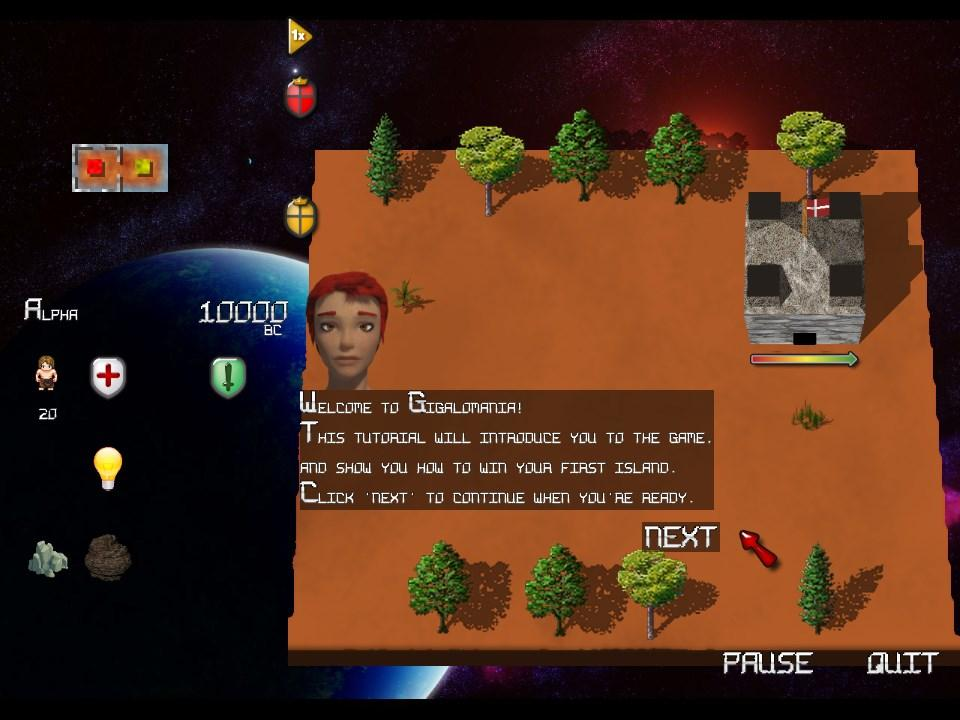 1x
Alpha
10000
BC
20
Welcome to Gigalomania!
This tutorial will introduce you to the game,
and show you how to win your first island.
Click 'next' to continue when you're ready.
NEXT
PAUSE QUIT